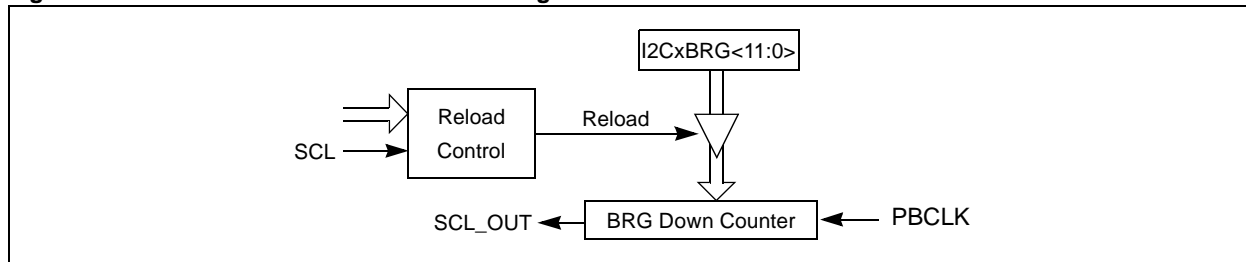 I2CxBRG<11:0>
Reload
Control
Reload
SCL
SCL_OUT
BRG Down Counter
PBCLK